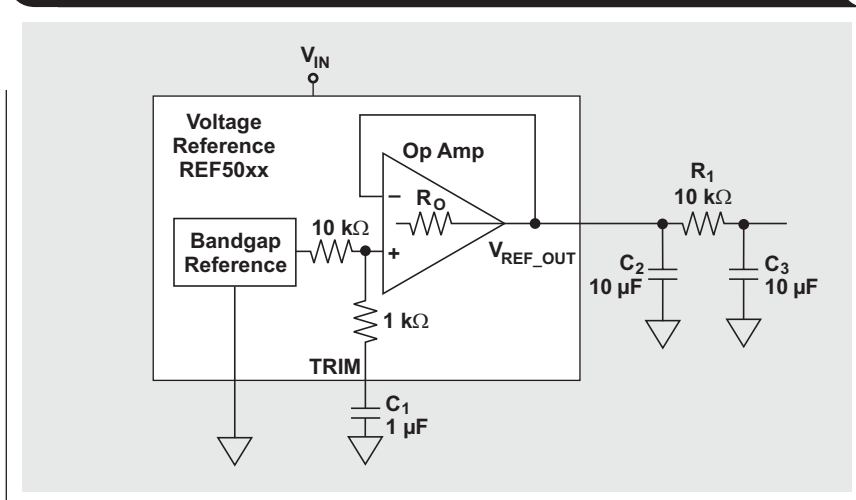 V_IN
Voltage
Reference
REF50xx
Op Amp
−
R_O
+
10 kΩ
Bandgap
Reference
1 kΩ
TRIM
V_REF_OUT
R_1
10 kΩ
C_2
10 µF
C_3
10 µF
C_1
1 µF